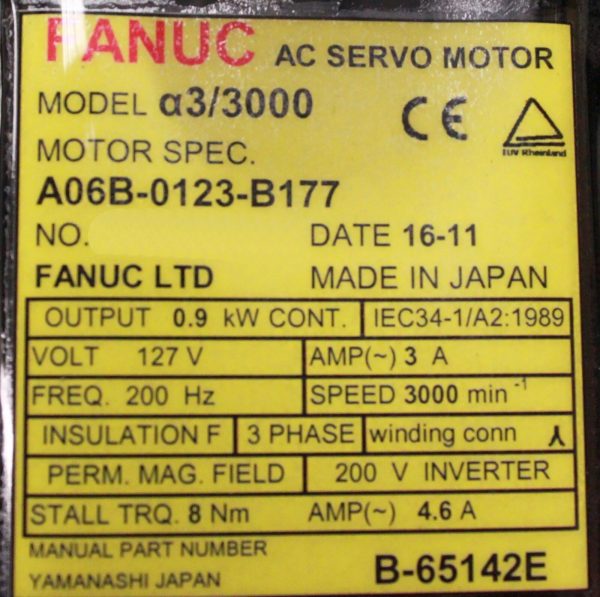 FANUC AC SERVO MOTOR
MODEL α3/3000
CE
TUV Rheinland
MOTOR SPEC.
A06B-0123-B177
NO. DATE 16-11
FANUC LTD MADE IN JAPAN
OUTPUT 0.9 kW CONT. IEC34-1/A2:1989
VOLT 127 V AMP(~) 3 A
FREQ. 200 Hz SPEED 3000 min⁻¹
INSULATION F 3 PHASE winding conn ⅄
PERM. MAG. FIELD 200 V INVERTER
STALL TRQ. 8 Nm AMP(~) 4.6 A
MANUAL PART NUMBER B-65142E
YAMANASHI JAPAN